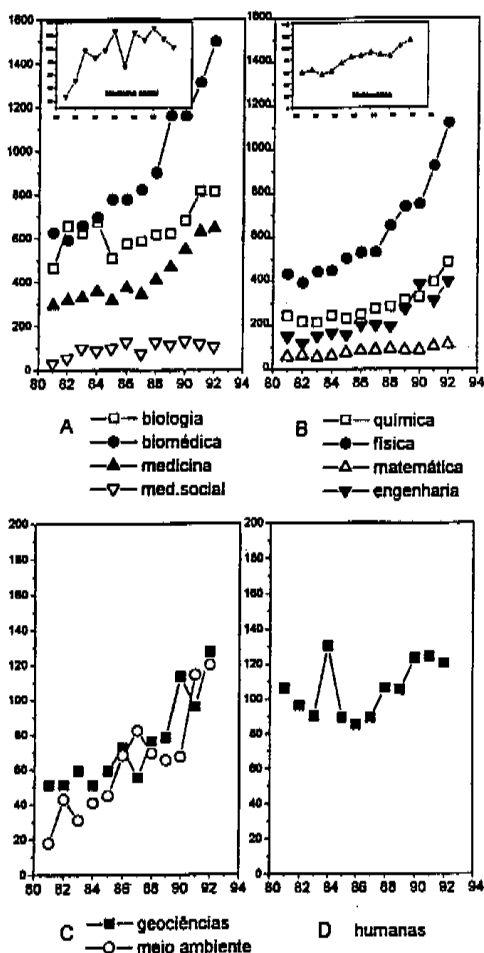 1600
1400
1200
1000
800
600
400
200
0
80 82 84 86 88 90 92 94
A
biologia
biomédica
medicina
med.social
1600
1400
1200
1000
800
600
400
200
0
80 82 84 86 88 90 92 94
B
química
física
matemática
engenharia
200
180
160
140
120
100
80
60
40
20
0
80 82 84 86 88 90 92 94
C
geociências
meio ambiente
200
180
160
140
120
100
80
60
40
20
0
80 82 84 86 88 90 92 94
D humanas